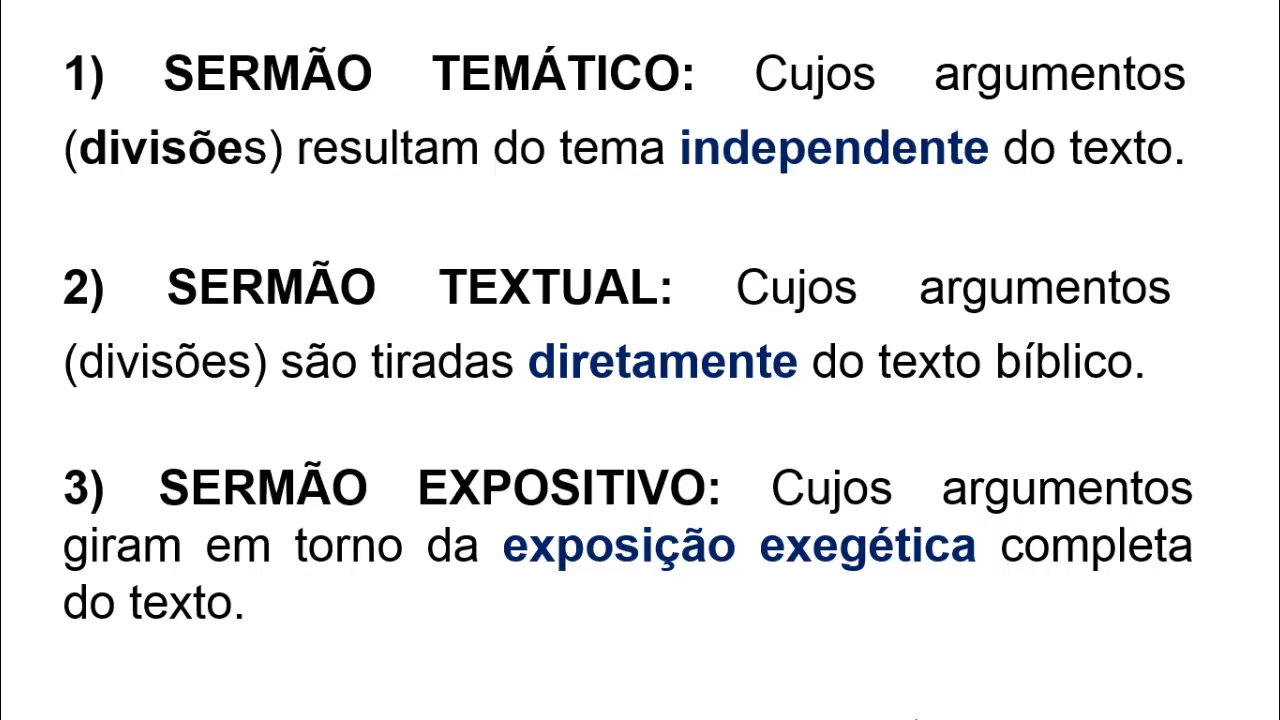 1) SERMÃO TEMÁTICO: Cujos argumentos
(divisões) resultam do tema independente do texto.
2) SERMÃO TEXTUAL: Cujos argumentos
(divisões) são tiradas diretamente do texto bíblico.
3) SERMÃO EXPOSITIVO: Cujos argumentos
giram em torno da exposição exegética completa
do texto.